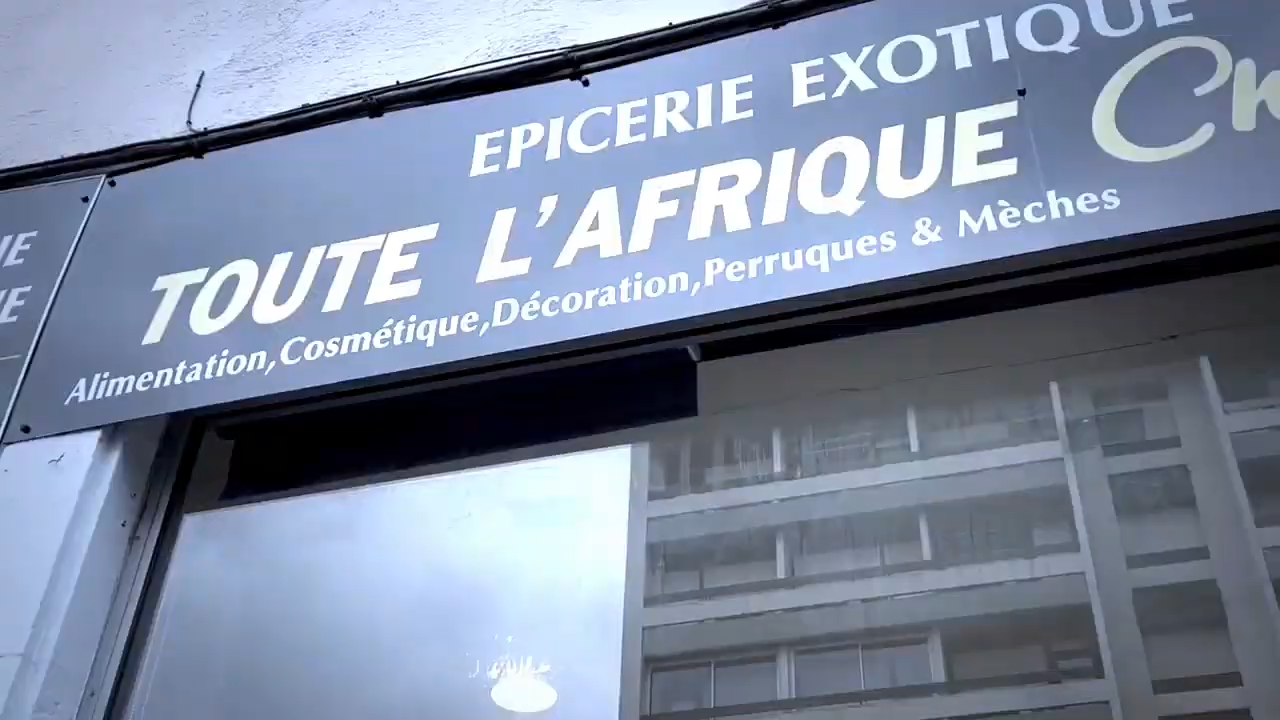 EPICERIE EXOTIQUE
TOUTE L'AFRIQUE
Alimentation,Cosmétique,Décoration,Perruques & Mèches